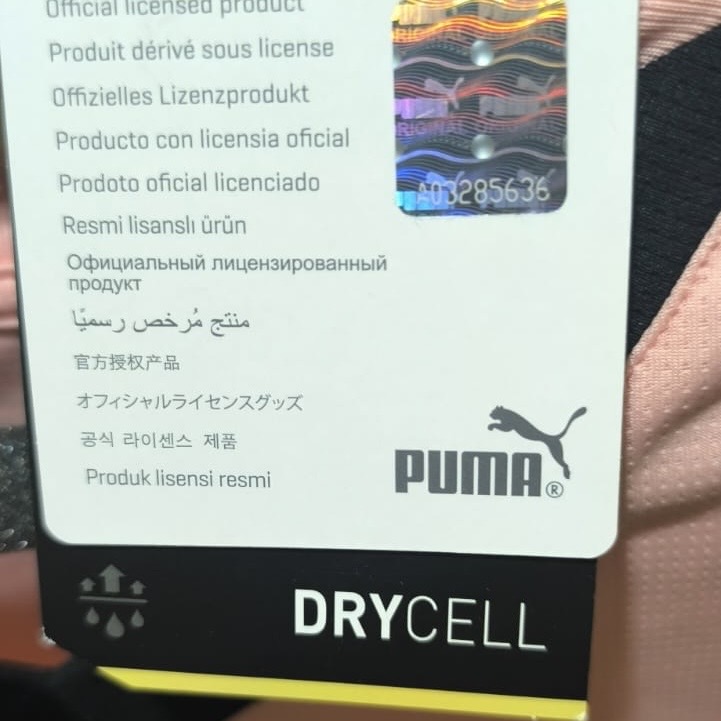 Official licensed product
Produit dérivé sous license
Offizielles Lizenzprodukt
Producto con licensia oficial
Prodoto oficial licenciado
Resmi lisanslı ürün
Официальный лицензированный
продукт
منتج مُرخص رسميًا
官方授权产品
オフィシャルライセンスグッズ
공식 라이센스 제품
Produk lisensi resmi
ORIGINAL
A03285636
PUMA®
DRYCELL